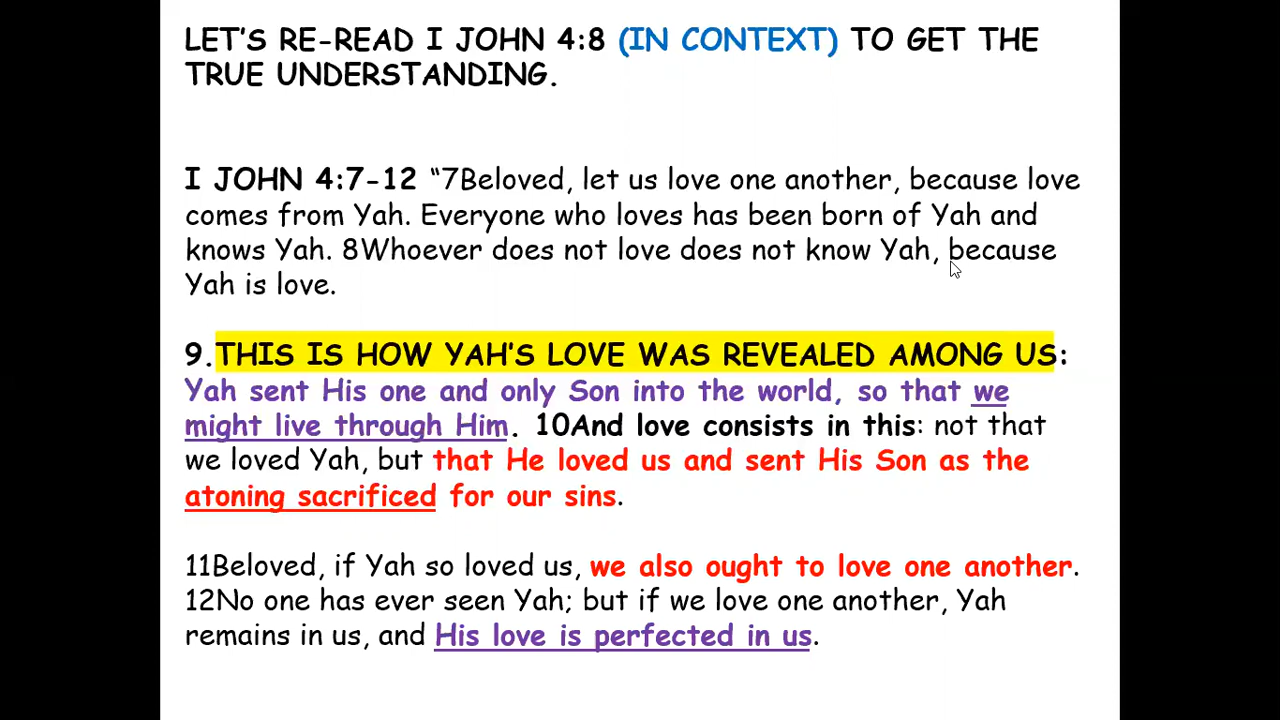 LET'S RE-READ I JOHN 4:8 (IN CONTEXT) TO GET THE
TRUE UNDERSTANDING.
I JOHN 4:7-12 “7Beloved, let us love one another, because love
comes from Yah. Everyone who loves has been born of Yah and
knows Yah. 8Whoever does not love does not know Yah, because
Yah is love.
9.THIS IS HOW YAH'S LOVE WAS REVEALED AMONG US:
Yah sent His one and only Son into the world, so that we
might live through Him. 10And love consists in this: not that
we loved Yah, but that He loved us and sent His Son as the
atoning sacrificed for our sins.
11Beloved, if Yah so loved us, we also ought to love one another.
12No one has ever seen Yah; but if we love one another, Yah
remains in us, and His love is perfected in us.